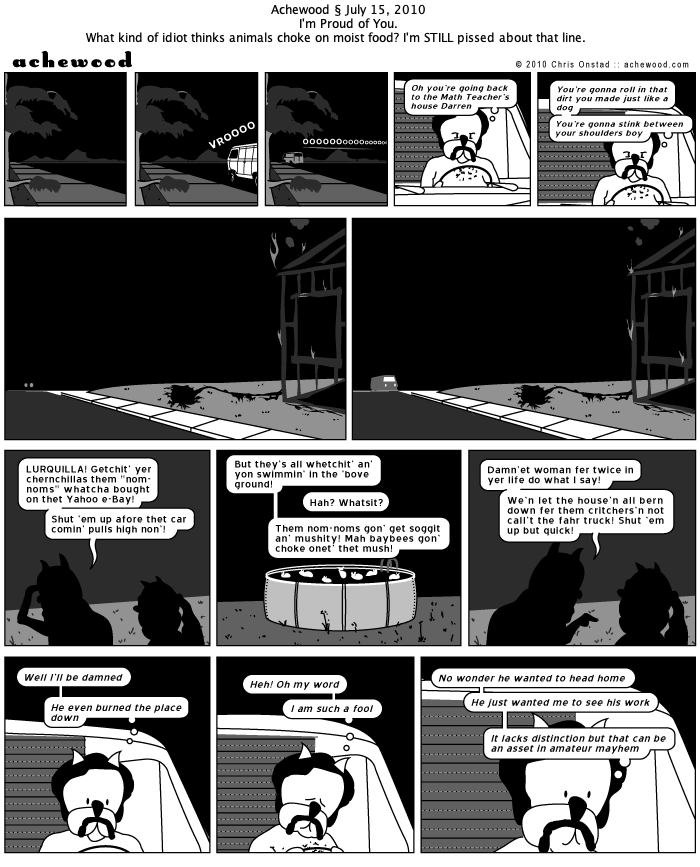 Achewood § July 15, 2010
I'm Proud of You.
What kind of idiot thinks animals choke on moist food? I'm STILL pissed about that line.
achewood
© 2010 Chris Onstad :: achewood.com
VROOOO
OOOOOOOOOOOOOOOO
Oh you're going back
to the Math Teacher's
house Darren
You're gonna roll in that
dirt you made just like a
dog
You're gonna stink between
your shoulders boy
LURQUILLA! Getchit' yer
chernchillas them "nom-
noms" whatcha bought
on thet Yahoo e-Bay!
Shut 'em up afore thet car
comin' pulls high non'!
But they's all whetchit' an'
yon swimmin' in the 'bove
ground!
Hah? Whatsit?
Them nom-noms gon' get soggit
an' mushity! Mah baybees gon'
choke onet' thet mush!
Damn'et woman fer twice in
yer life do what I say!
We'n let the house'n all bern
down fer them critchers'n not
call't the fahr truck! Shut 'em
up but quick!
Well I'll be damned
He even burned the place
down
Heh! Oh my word
I am such a fool
No wonder he wanted to head home
He just wanted me to see his work
It lacks distinction but that can be
an asset in amateur mayhem